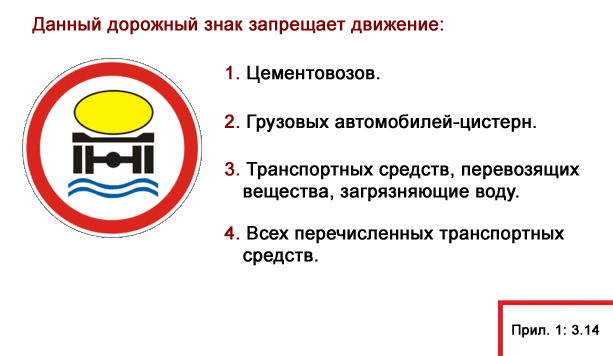 Данный дорожный знак запрещает движение:
1. Цементовозов.
2. Грузовых автомобилей-цистерн.
3. Транспортных средств, перевозящих
вещества, загрязняющие воду.
4. Всех перечисленных транспортных
средств.
Прил. 1: 3.14